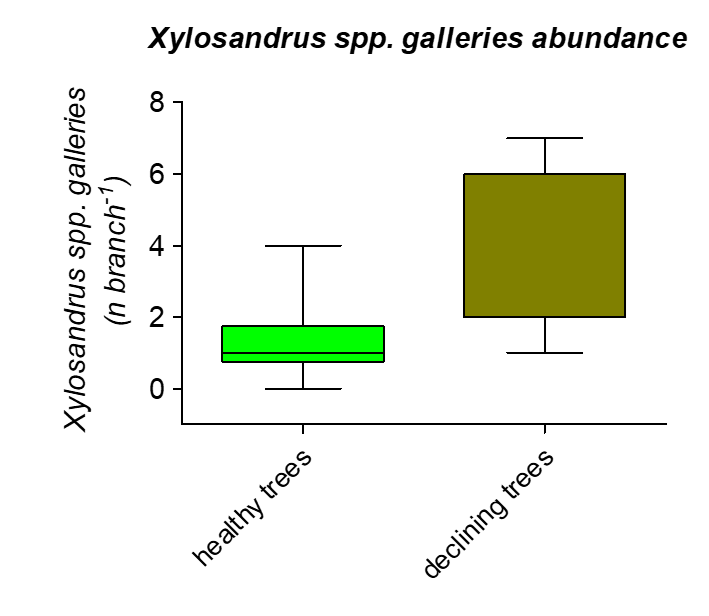 Xylosandrus spp. galleries abundance
Xylosandrus spp. galleries
(n branch-1)
8
6
4
2
0
healthy trees
declining trees